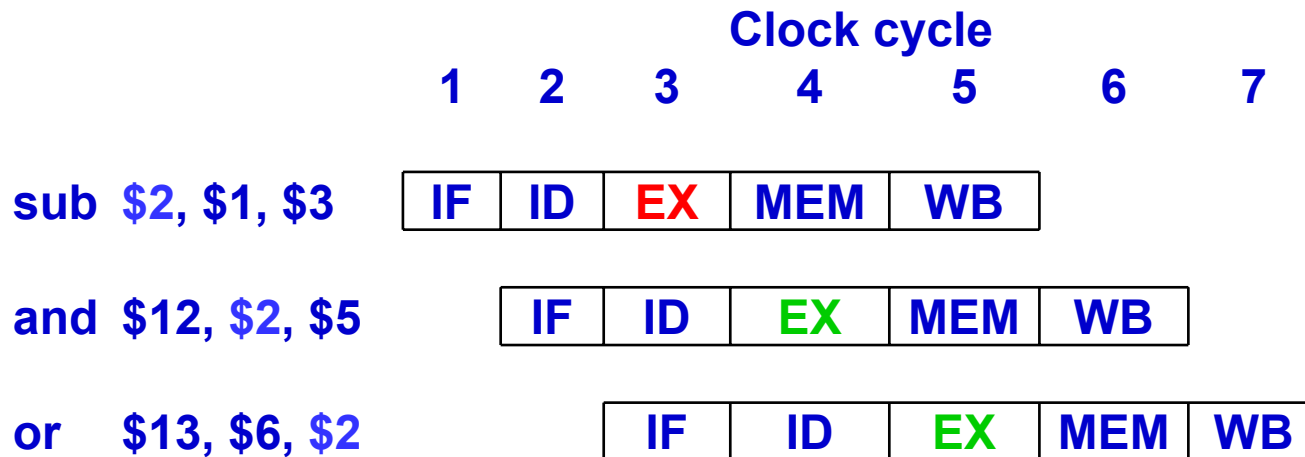 Clock cycle
1 2 3 4 5 6 7
sub $2, $1, $3 IF ID EX MEM WB
and $12, $2, $5 IF ID EX MEM WB
or $13, $6, $2 IF ID EX MEM WB